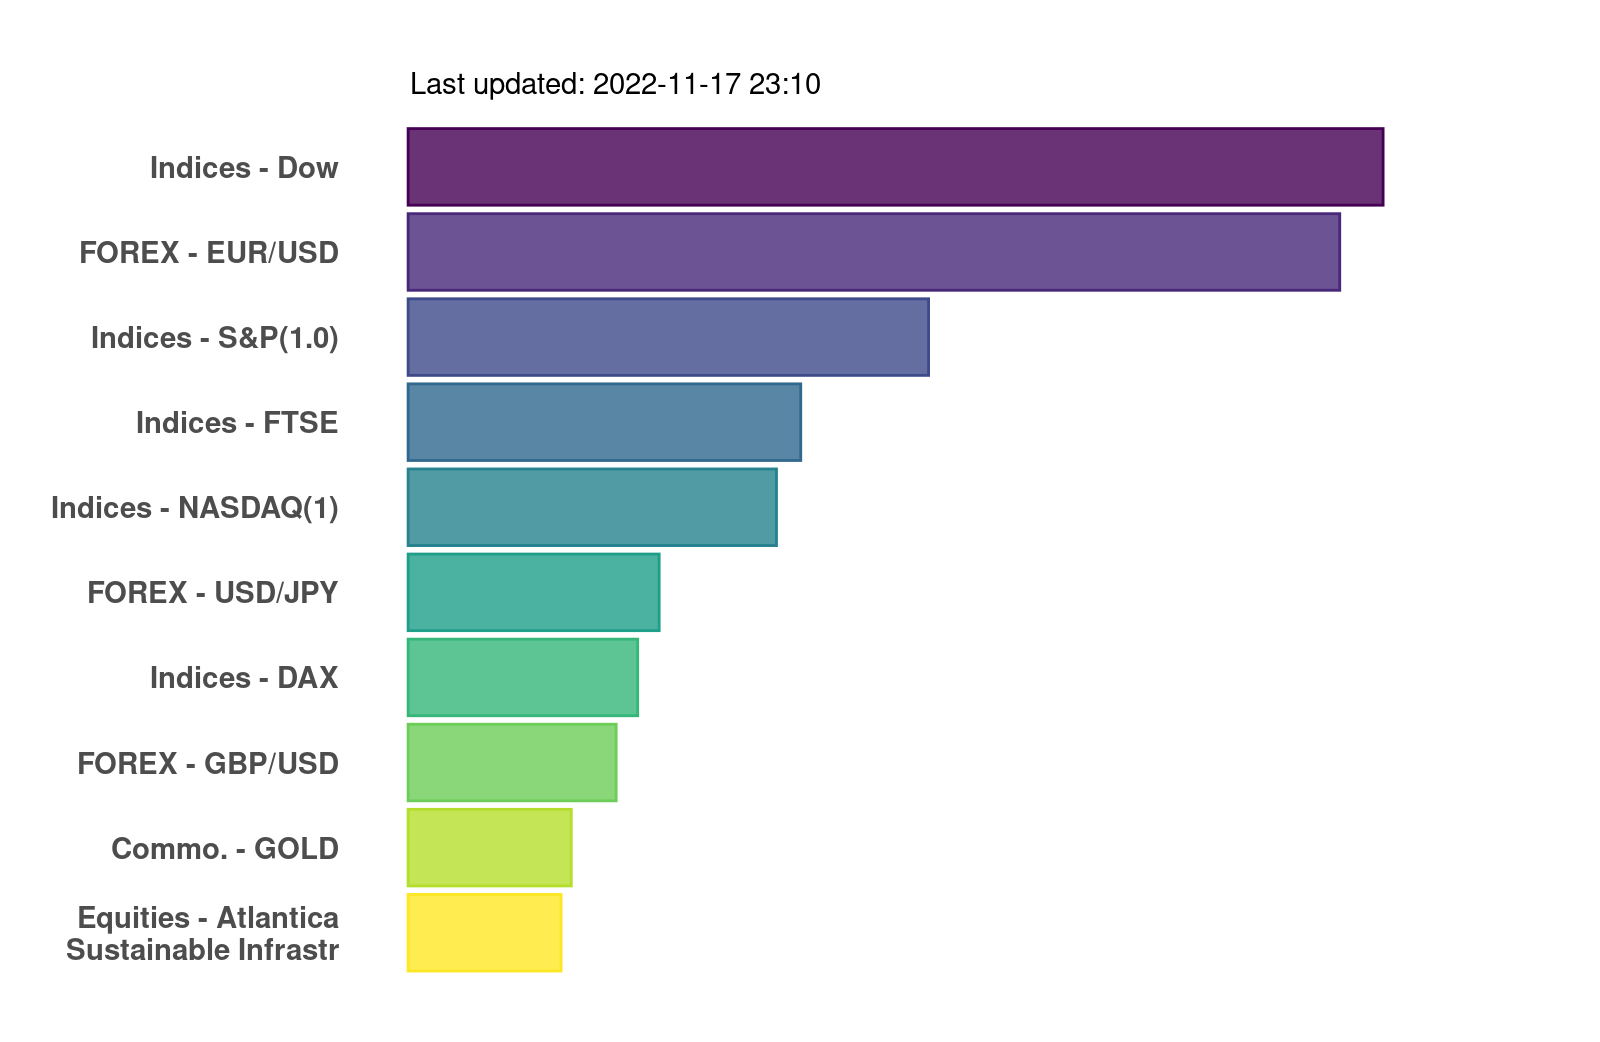 Last updated: 2022-11-17 23:10
Indices - Dow
FOREX - EUR/USD
Indices - S&P(1.0)
Indices - FTSE
Indices - NASDAQ(1)
FOREX - USD/JPY
Indices - DAX
FOREX - GBP/USD
Commo. - GOLD
Equities - Atlantica
Sustainable Infrastr